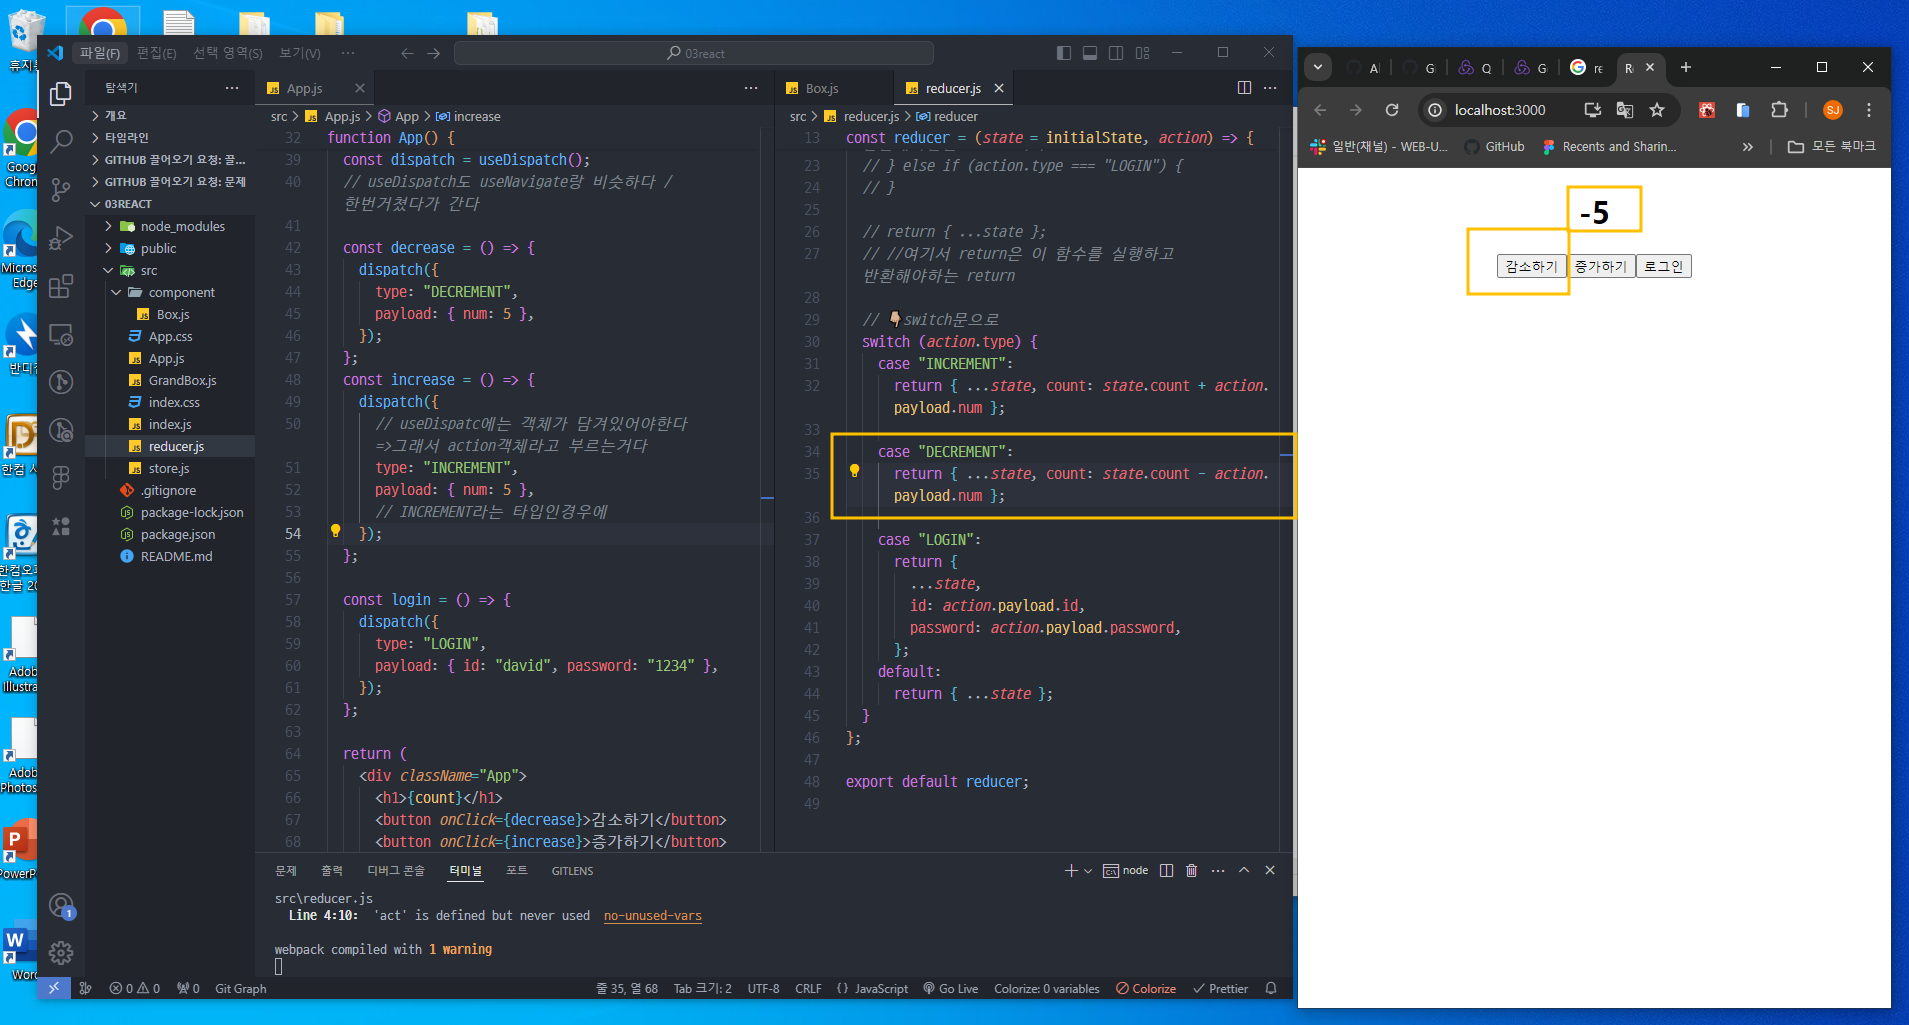 파일(F) 편집(E) 선택 영역(S) 보기(V) ···
03react
탐색기
개요
타임라인
GITHUB 끌어오기 요청: 끌...
GITHUB 끌어오기 요청: 문제
03REACT
node_modules
public
src
component
Box.js
App.css
App.js
GrandBox.js
index.css
index.js
reducer.js
store.js
.gitignore
package-lock.json
package.json
README.md
App.js
src > App.js > App > increase
32 function App() {
39 const dispatch = useDispatch();
40 // useDispatch도 useNavigate랑 비슷하다 /
한번거쳤다가 간다
41
42 const decrease = () => {
43 dispatch({
44 type: "DECREMENT",
45 payload: { num: 5 },
46 });
47 };
48 const increase = () => {
49 dispatch({
50 // useDispatc에는 객체가 담겨있어야한다
=>그래서 action객체라고 부르는거다
51 type: "INCREMENT",
52 payload: { num: 5 },
53 // INCREMENT라는 타입인경우에
54 });
55 };
56
57 const login = () => {
58 dispatch({
59 type: "LOGIN",
60 payload: { id: "david", password: "1234" },
61 });
62 };
63
64 return (
65 <div className="App">
66 <h1>{count}</h1>
67 <button onClick={decrease}>감소하기</button>
68 <button onClick={increase}>증가하기</button>
Box.js reducer.js
src > reducer.js > reducer
13 const reducer = (state = initialState, action) => {
23 // } else if (action.type === "LOGIN") {
24 // }
25
26 // return { ...state };
27 // //여기서 return은 이 함수를 실행하고
반환해야하는 return
28
29 // 👇switch문으로
30 switch (action.type) {
31 case "INCREMENT":
32 return { ...state, count: state.count + action.
payload.num };
33
34 case "DECREMENT":
35 return { ...state, count: state.count - action.
payload.num };
36
37 case "LOGIN":
38 return {
39 ...state,
40 id: action.payload.id,
41 password: action.payload.password,
42 };
43 default:
44 return { ...state };
45 }
46 };
47
48 export default reducer;
49
문제 출력 디버그 콘솔 터미널 포트 GITLENS
node
src\reducer.js
Line 4:10: 'act' is defined but never used no-unused-vars
webpack compiled with 1 warning
0 0 0 Git Graph
줄 35, 열 68 Tab 크기: 2 UTF-8 CRLF {} JavaScript Go Live Colorize: 0 variables Colorize Prettier
localhost:3000
SJ
일반(채널) - WEB-U... GitHub Recents and Sharin... » 모든 북마크
-5
감소하기 증가하기 로그인
Microso
Edge
PowerP
Word